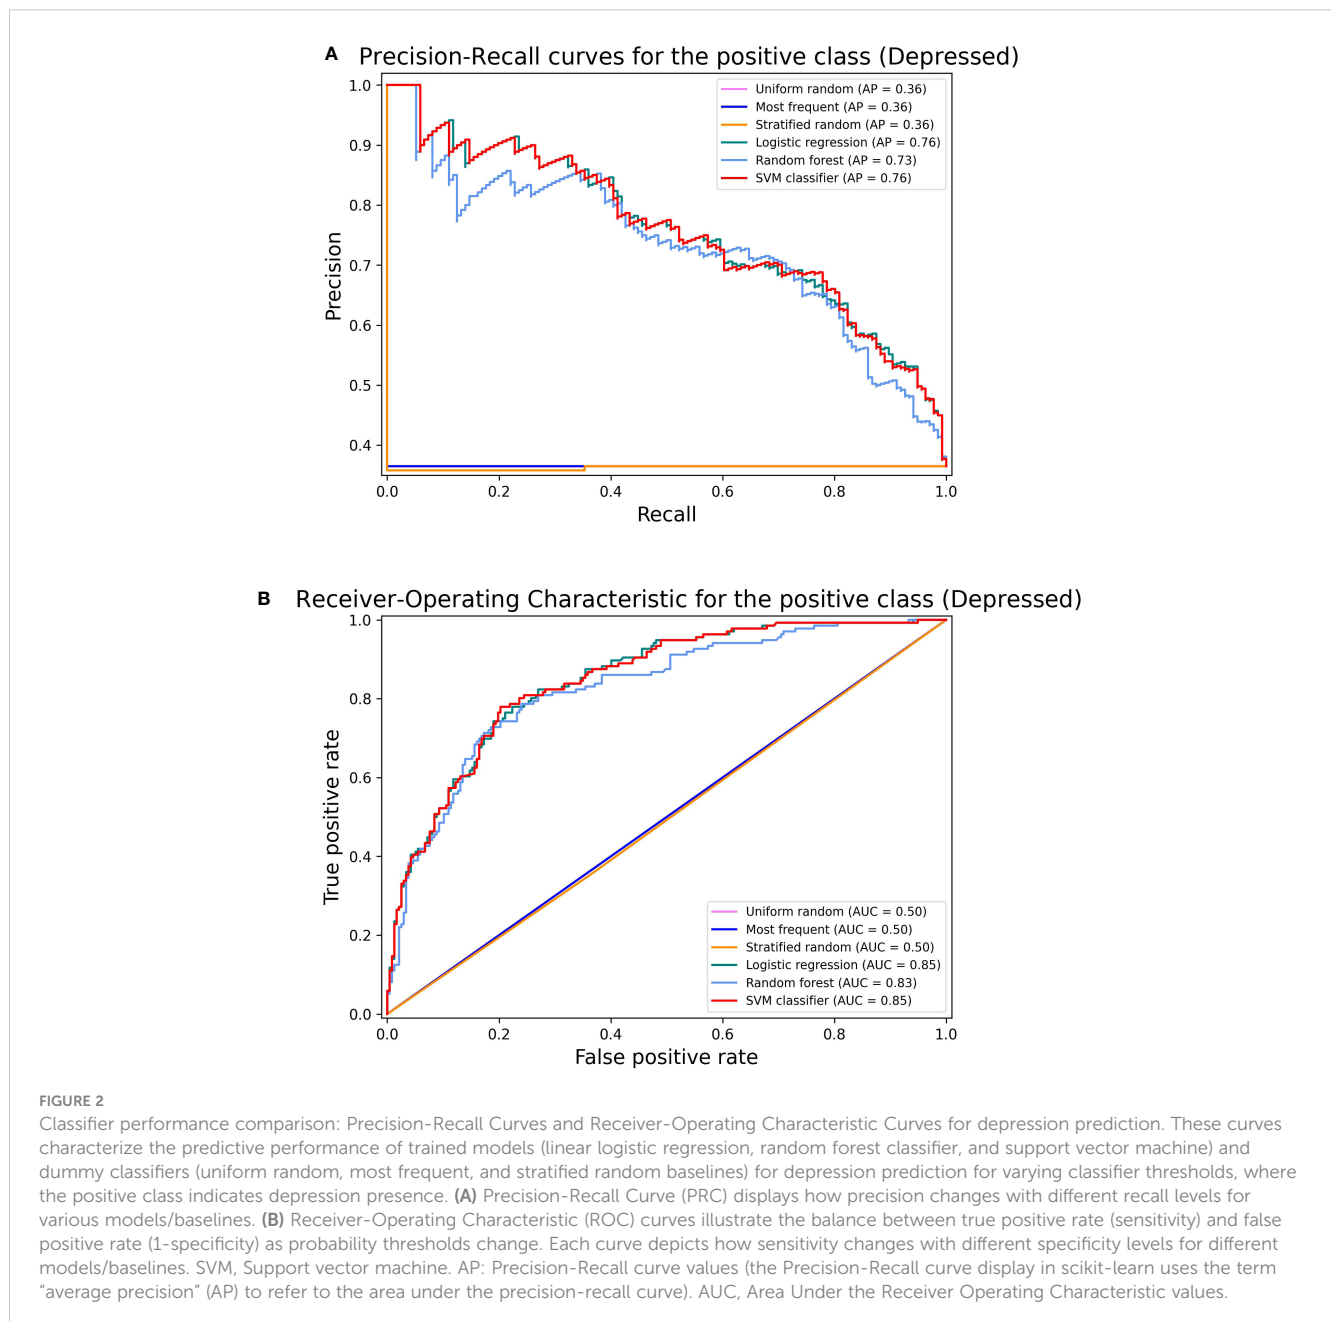 A Precision-Recall curves for the positive class (Depressed)
Uniform random (AP = 0.36)
Most frequent (AP = 0.36)
Stratified random (AP = 0.36)
Logistic regression (AP = 0.76)
Random forest (AP = 0.73)
SVM classifier (AP = 0.76)
Precision
1.0
0.9
0.8
0.7
0.6
0.5
0.4
0.0 0.2 0.4 0.6 0.8 1.0
Recall
B Receiver-Operating Characteristic for the positive class (Depressed)
True positive rate
1.0
0.8
0.6
0.4
0.2
0.0
Uniform random (AUC = 0.50)
Most frequent (AUC = 0.50)
Stratified random (AUC = 0.50)
Logistic regression (AUC = 0.85)
Random forest (AUC = 0.83)
SVM classifier (AUC = 0.85)
0.0 0.2 0.4 0.6 0.8 1.0
False positive rate
FIGURE 2
Classifier performance comparison: Precision-Recall Curves and Receiver-Operating Characteristic Curves for depression prediction. These curves
characterize the predictive performance of trained models (linear logistic regression, random forest classifier, and support vector machine) and
dummy classifiers (uniform random, most frequent, and stratified random baselines) for depression prediction for varying classifier thresholds, where
the positive class indicates depression presence. (A) Precision-Recall Curve (PRC) displays how precision changes with different recall levels for
various models/baselines. (B) Receiver-Operating Characteristic (ROC) curves illustrate the balance between true positive rate (sensitivity) and false
positive rate (1-specificity) as probability thresholds change. Each curve depicts how sensitivity changes with different specificity levels for different
models/baselines. SVM, Support vector machine. AP: Precision-Recall curve values (the Precision-Recall curve display in scikit-learn uses the term
“average precision” (AP) to refer to the area under the precision-recall curve). AUC, Area Under the Receiver Operating Characteristic values.